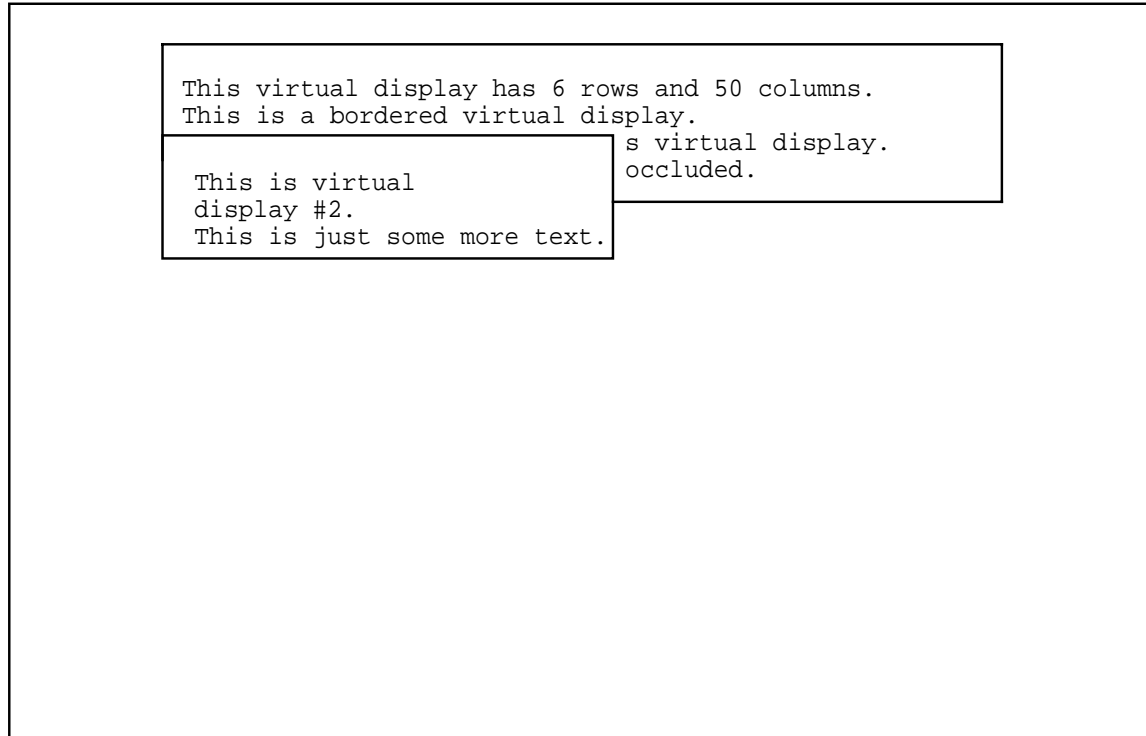 This virtual display has 6 rows and 50 columns.
This is a bordered virtual display.
s virtual display.
occluded.
This is virtual
display #2.
This is just some more text.